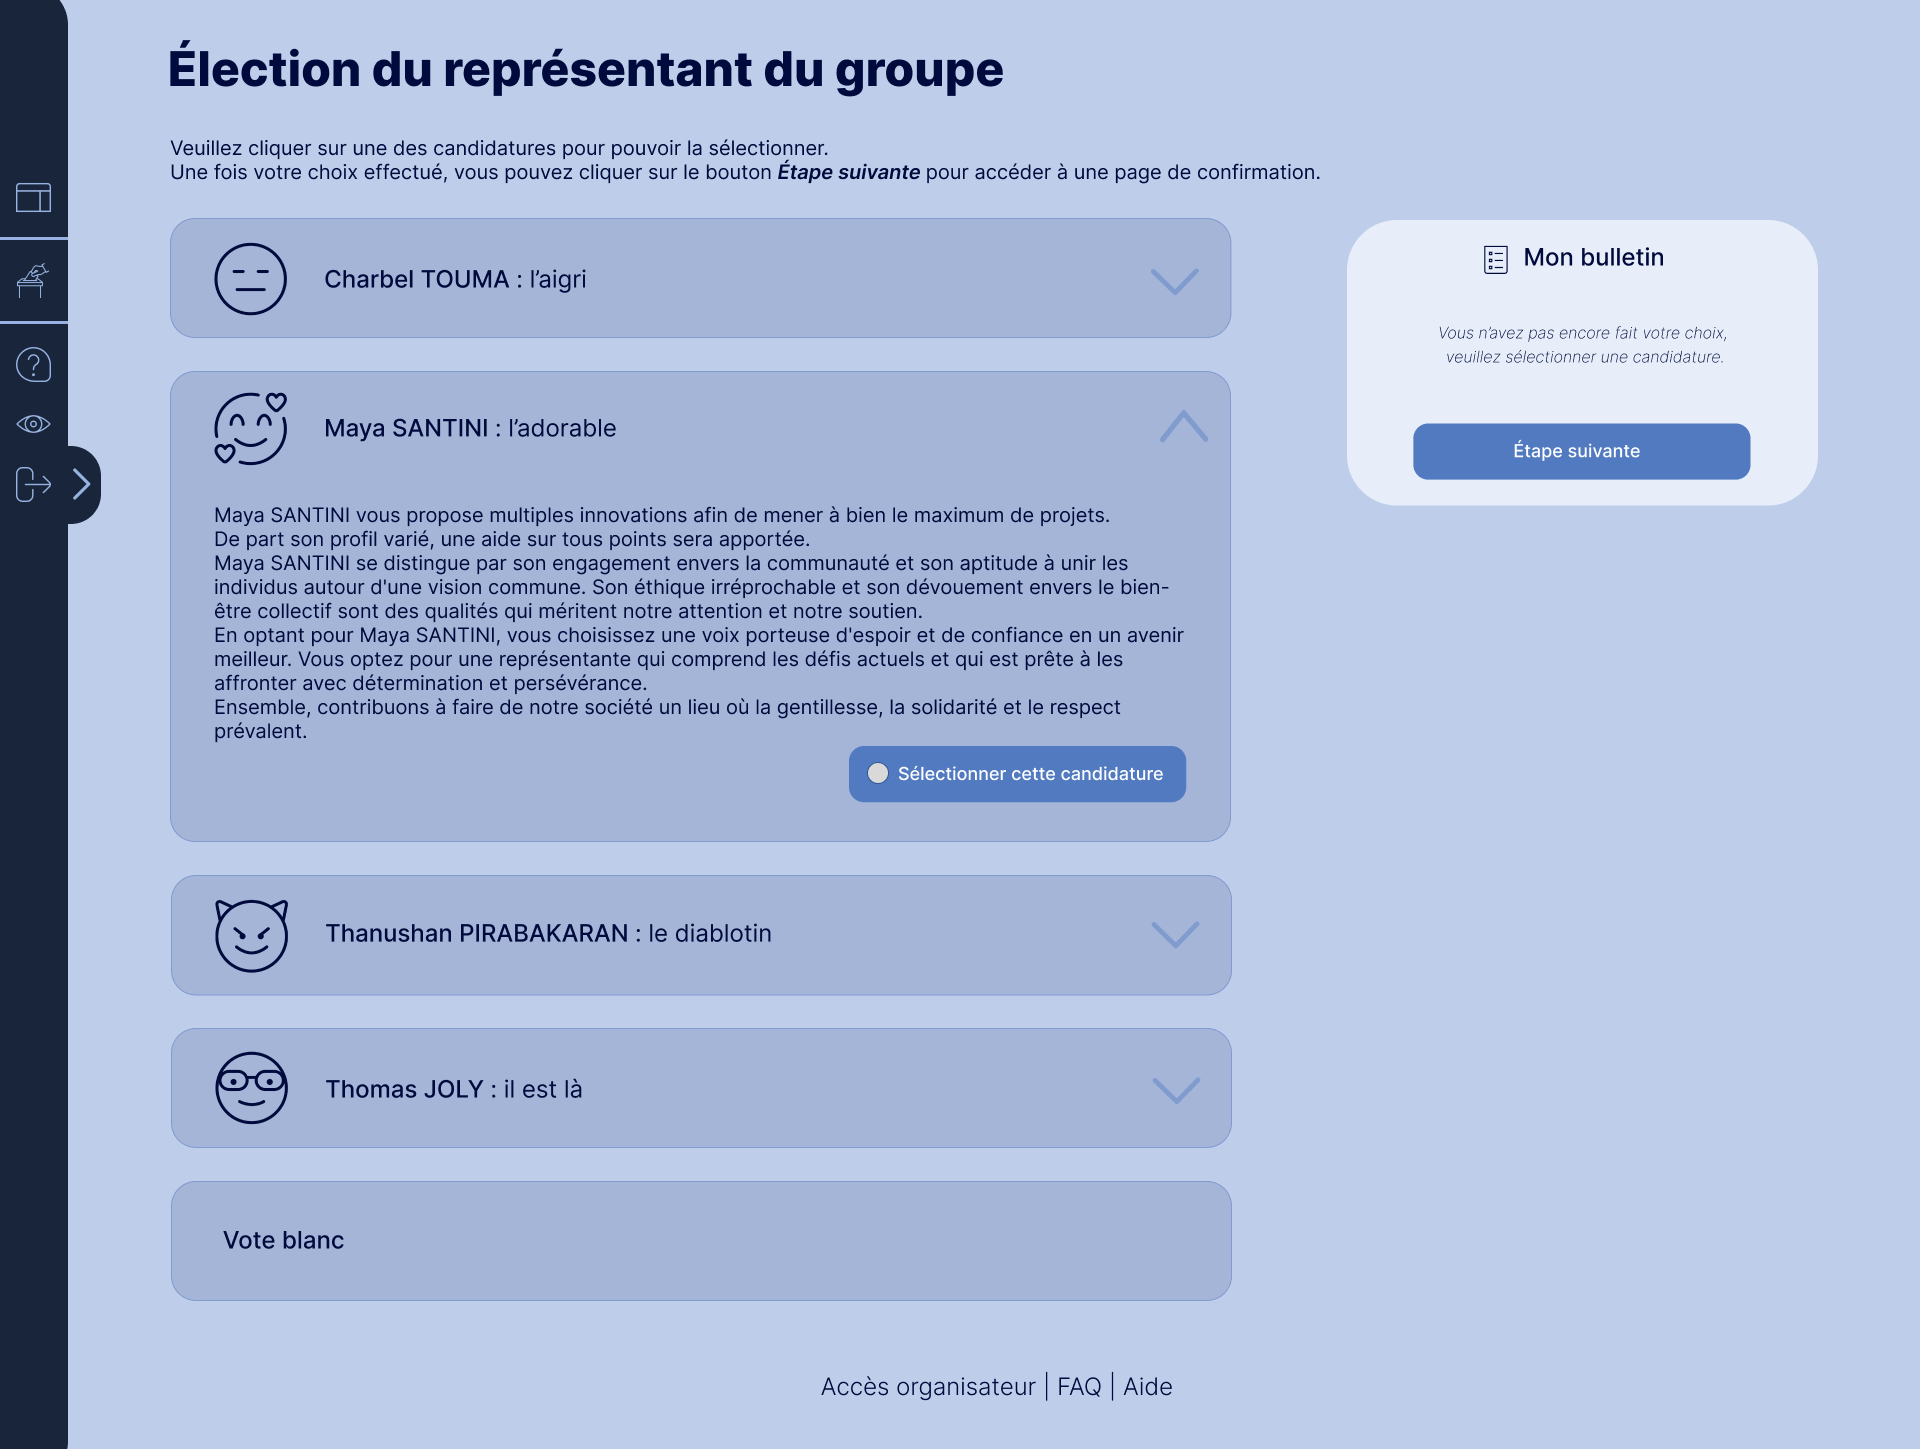 Élection du représentant du groupe
Veuillez cliquer sur une des candidatures pour pouvoir la sélectionner.
Une fois votre choix effectué, vous pouvez cliquer sur le bouton Étape suivante pour accéder à une page de confirmation.
Charbel TOUMA : l’aigri
Maya SANTINI : l’adorable
Maya SANTINI vous propose multiples innovations afin de mener à bien le maximum de projets.
De part son profil varié, une aide sur tous points sera apportée.
Maya SANTINI se distingue par son engagement envers la communauté et son aptitude à unir les
individus autour d'une vision commune. Son éthique irréprochable et son dévouement envers le bien-
être collectif sont des qualités qui méritent notre attention et notre soutien.
En optant pour Maya SANTINI, vous choisissez une voix porteuse d'espoir et de confiance en un avenir
meilleur. Vous optez pour une représentante qui comprend les défis actuels et qui est prête à les
affronter avec détermination et persévérance.
Ensemble, contribuons à faire de notre société un lieu où la gentillesse, la solidarité et le respect
prévalent.
Sélectionner cette candidature
Thanushan PIRABAKARAN : le diablotin
Thomas JOLY : il est là
Vote blanc
Mon bulletin
Vous n’avez pas encore fait votre choix,
veuillez sélectionner une candidature.
Étape suivante
Accès organisateur | FAQ | Aide